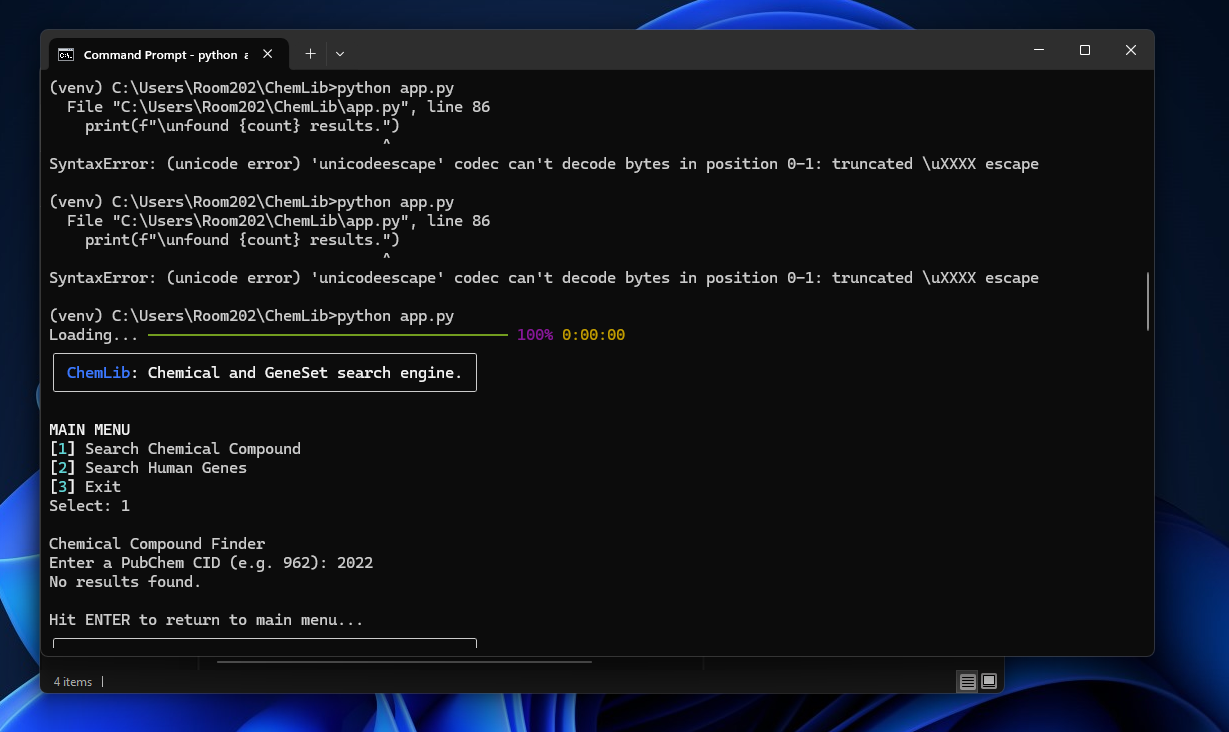 Command Prompt - python a
(venv) C:\Users\Room202\ChemLib>python app.py
File "C:\Users\Room202\ChemLib\app.py", line 86
print(f"\unfound {count} results.")
^
SyntaxError: (unicode error) 'unicodeescape' codec can't decode bytes in position 0-1: truncated \uXXXX escape
(venv) C:\Users\Room202\ChemLib>python app.py
File "C:\Users\Room202\ChemLib\app.py", line 86
print(f"\unfound {count} results.")
^
SyntaxError: (unicode error) 'unicodeescape' codec can't decode bytes in position 0-1: truncated \uXXXX escape
(venv) C:\Users\Room202\ChemLib>python app.py
Loading... 100% 0:00:00
ChemLib: Chemical and GeneSet search engine.
MAIN MENU
[1] Search Chemical Compound
[2] Search Human Genes
[3] Exit
Select: 1
Chemical Compound Finder
Enter a PubChem CID (e.g. 962): 2022
No results found.
Hit ENTER to return to main menu...
4 items